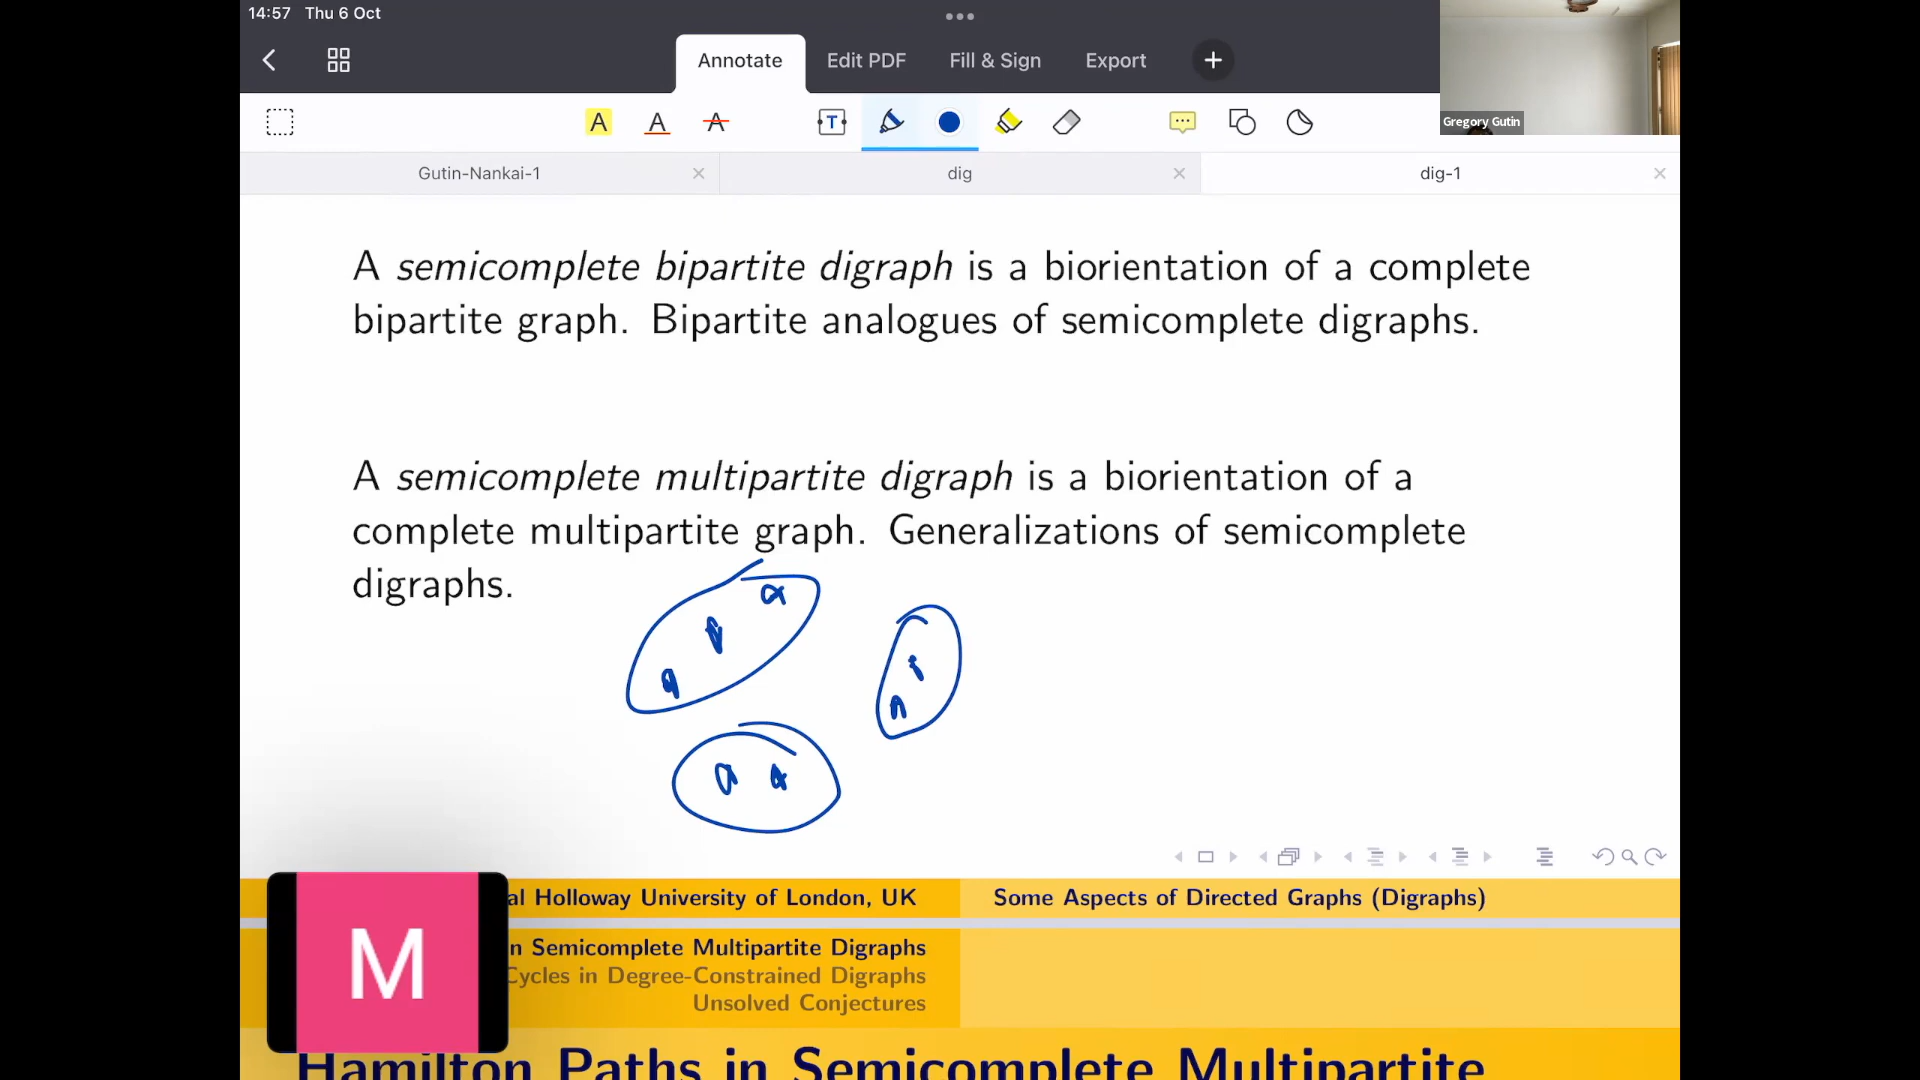 14:57 Thu 6 Oct
Annotate Edit PDF Fill & Sign Export
Gregory Gutin
A A A T
Gutin-Nankai-1 dig dig-1
A semicomplete bipartite digraph is a biorientation of a complete
bipartite graph. Bipartite analogues of semicomplete digraphs.
A semicomplete multipartite digraph is a biorientation of a
complete multipartite graph. Generalizations of semicomplete
digraphs.
al Holloway University of London, UK Some Aspects of Directed Graphs (Digraphs)
n Semicomplete Multipartite Digraphs
Cycles in Degree-Constrained Digraphs
Unsolved Conjectures
M
Hamilton Paths in Semicomplete Multipartite